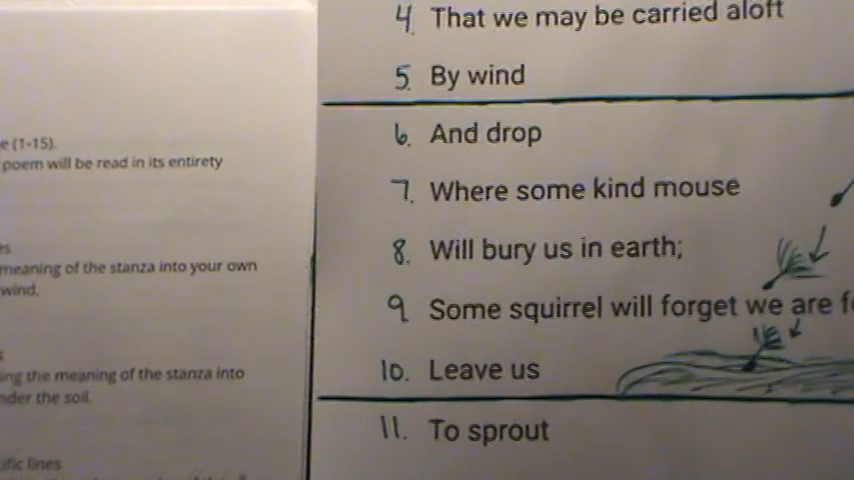 e (1-15).
poem will be read in its entirety
meaning of the stanza into your own
wind.
ing the meaning of the stanza into
nder the soil.
ific lines
4. That we may be carried aloft
5. By wind
6. And drop
7. Where some kind mouse
8. Will bury us in earth;
9 Some squirrel will forget we are f
10. Leave us
11. To sprout